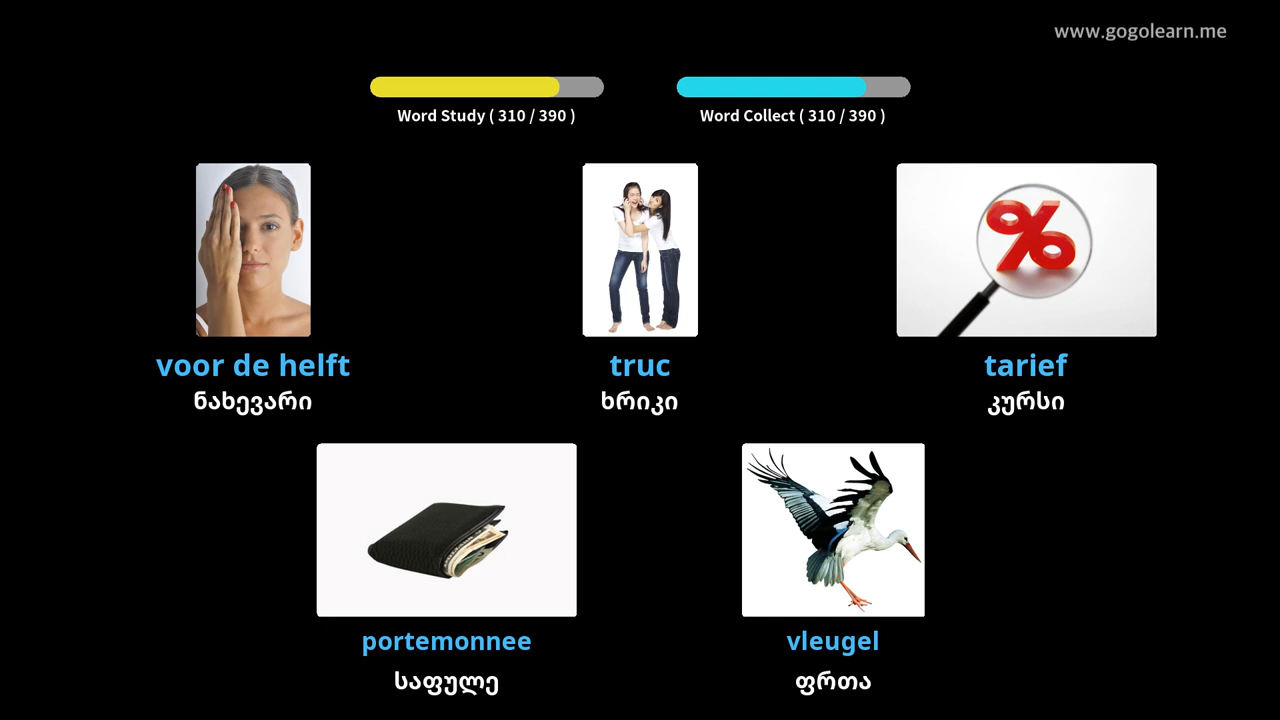 www.gogolearn.me
Word Study ( 310 / 390 )
Word Collect ( 310 / 390 )
voor de helft
ნახევარი
truc
ხრიკი
tarief
კურსი
portemonnee
საფულე
vleugel
ფრთა